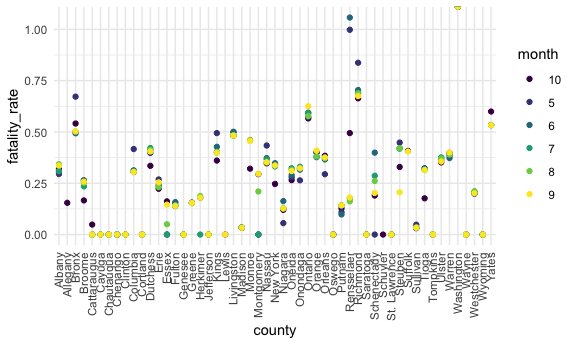 1.00
0.75
0.50
0.25
0.00
fatality_rate
Albany
Allegany
Bronx
Broome
Cattaraugus
Cayuga
Chautauqua
Chenango
Clinton
Columbia
Cortland
Dutchess
Erie
Essex
Fulton
Genesee
Greene
Herkimer
Jefferson
Kings
Lewis
Livingston
Madison
Monroe
Montgomery
Nassau
New York
Niagara
Oneida
Onondaga
Ontario
Orange
Orleans
Oswego
Putnam
Rensselaer
Richmond
Saratoga
Schenectady
Schuyler
St. Lawrence
Steuben
Suffolk
Sullivan
Tioga
Tompkins
Ulster
Warren
Washington
Wayne
Westchester
Wyoming
Yates
county
month
10
5
6
7
8
9